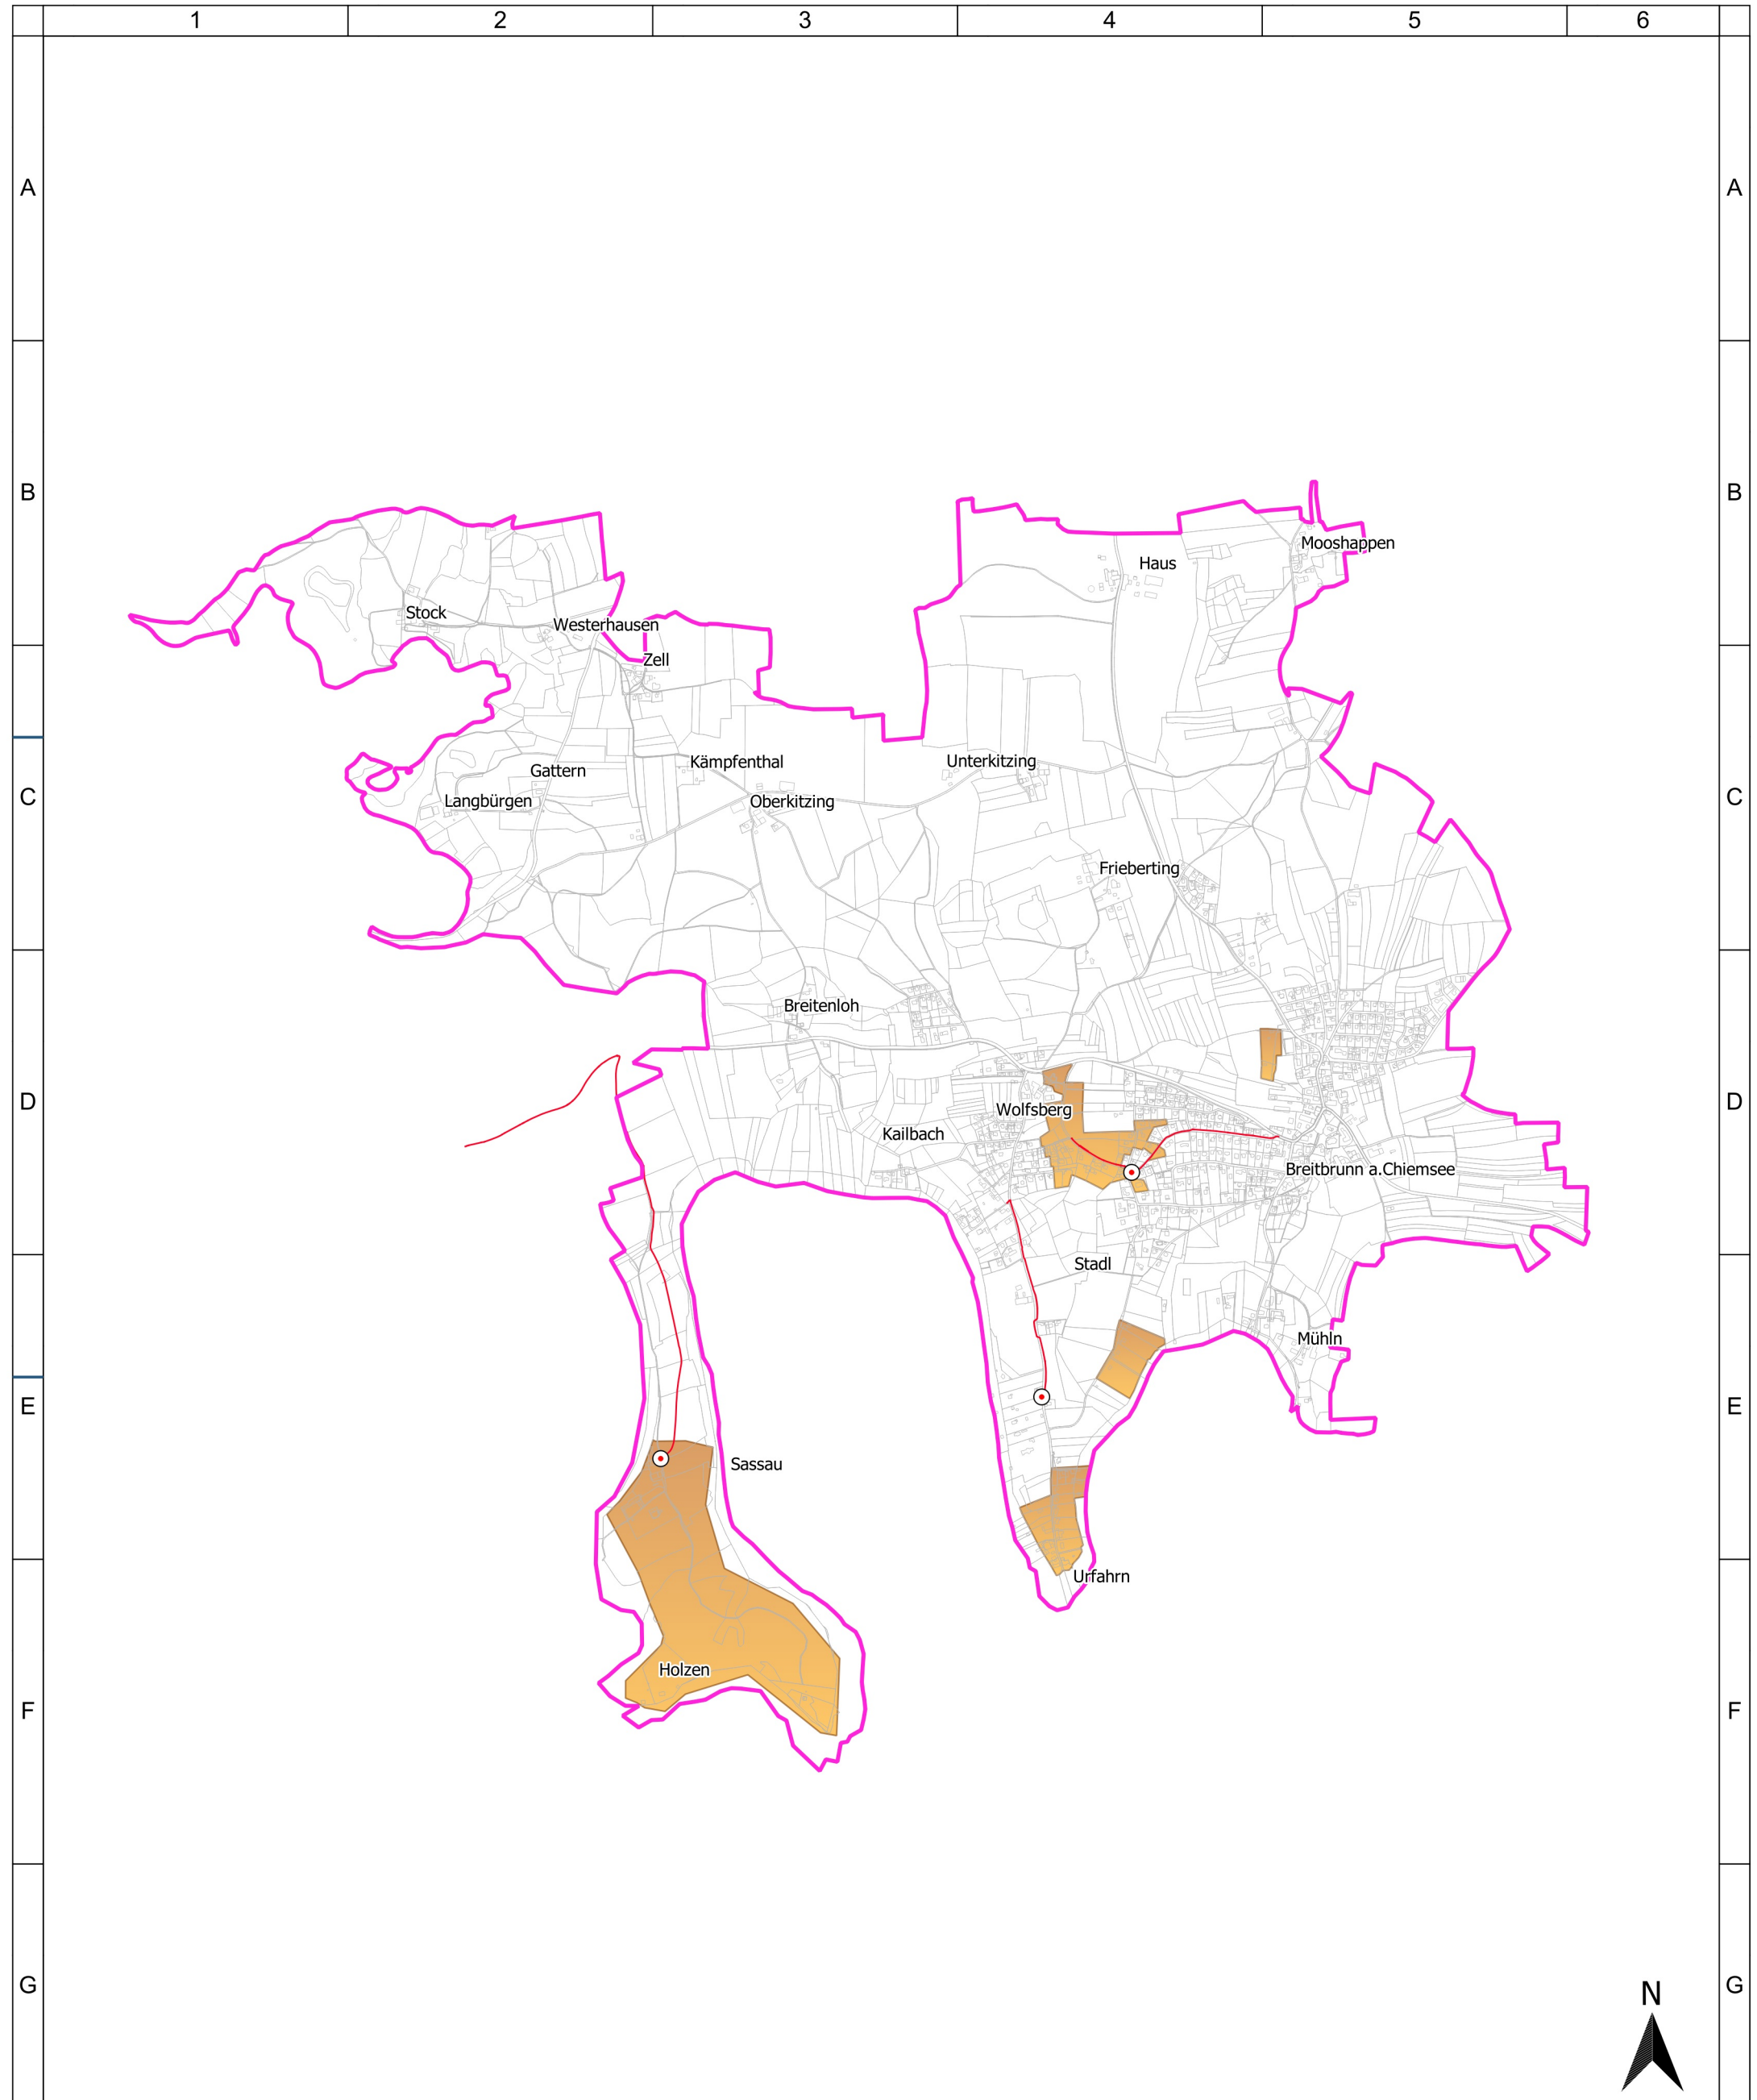 1 2 3 4 5 6
A A
B B
Mooshappen
Haus
Stock
Westerhausen
Zell
Kämpfenthal
Unterkitzing
Gattern
C C
Langbürgen
Oberkitzing
Frieberting
Breitenloh
D D
Wolfsberg
Kailbach
Breitbrunn a.Chiemsee
Stadl
Mühln
E E
Sassau
Urfahrn
Holzen
F F
G G
N